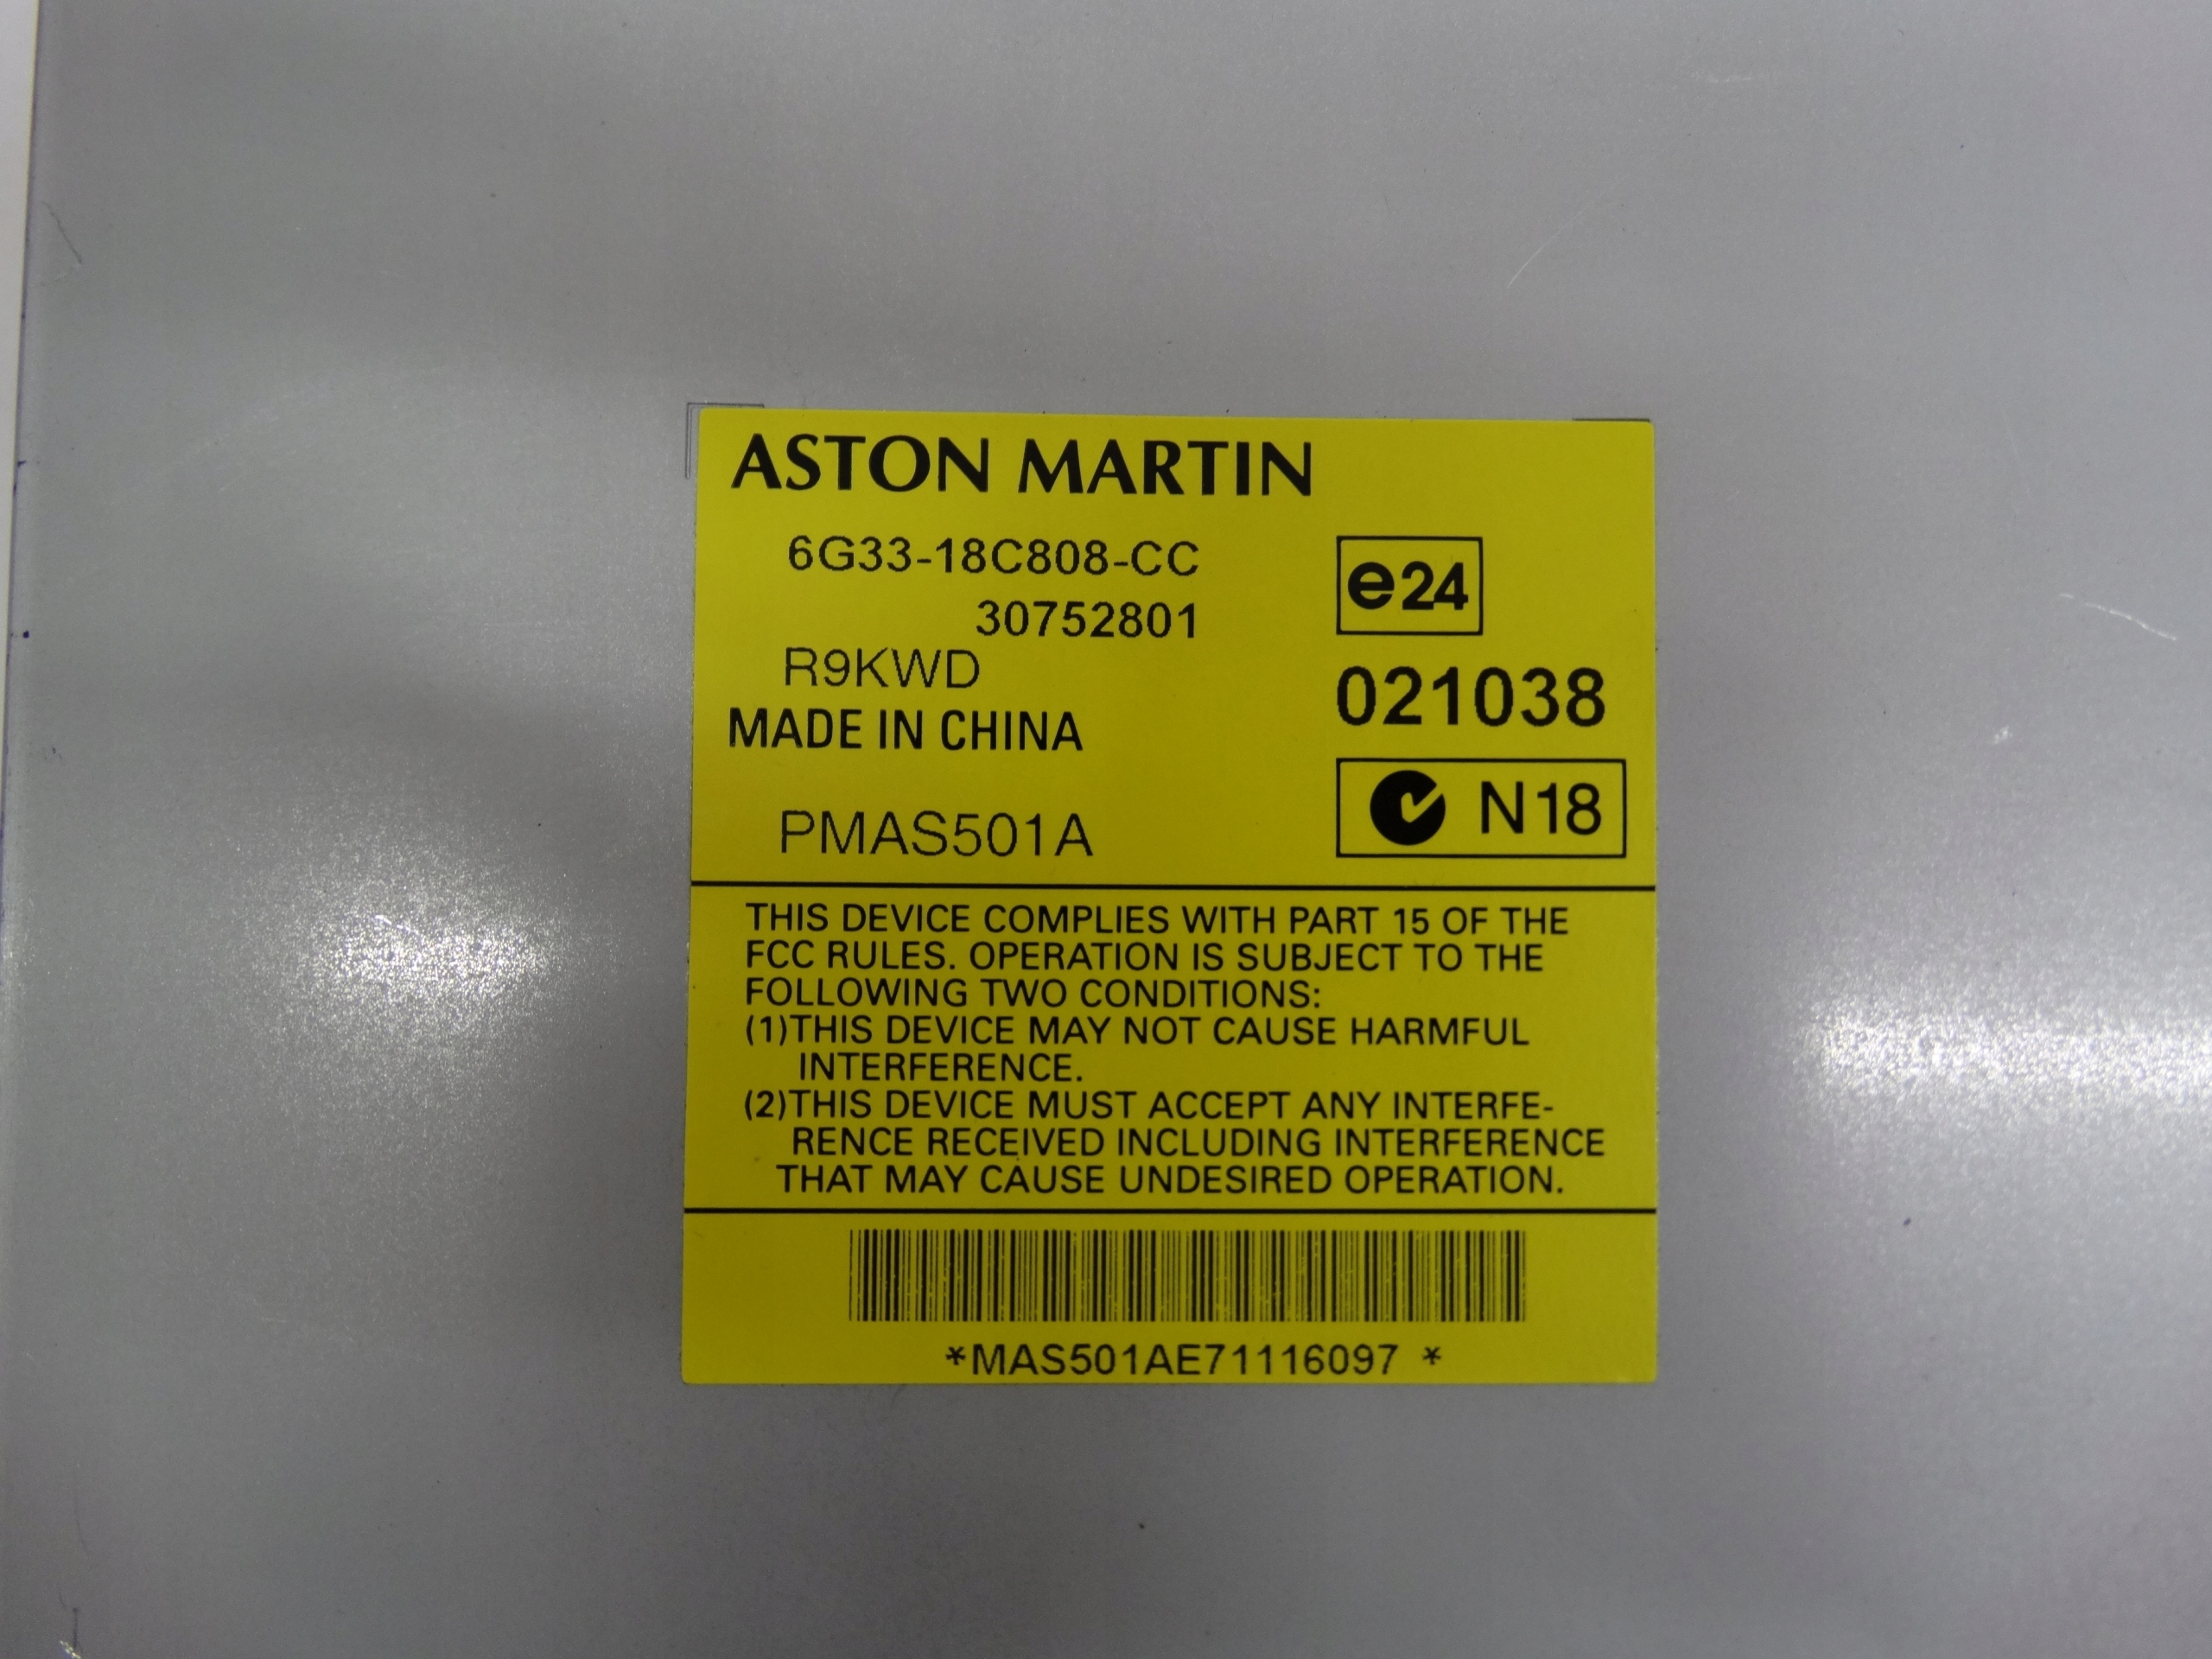 ASTON MARTIN
6G33-18C808-CC
30752801
R9KWD
MADE IN CHINA
PMAS501A
e24
021038
N18
THIS DEVICE COMPLIES WITH PART 15 OF THE
FCC RULES. OPERATION IS SUBJECT TO THE
FOLLOWING TWO CONDITIONS:
(1)THIS DEVICE MAY NOT CAUSE HARMFUL
INTERFERENCE.
(2)THIS DEVICE MUST ACCEPT ANY INTERFE-
RENCE RECEIVED INCLUDING INTERFERENCE
THAT MAY CAUSE UNDESIRED OPERATION.
*MAS501AE71116097 *